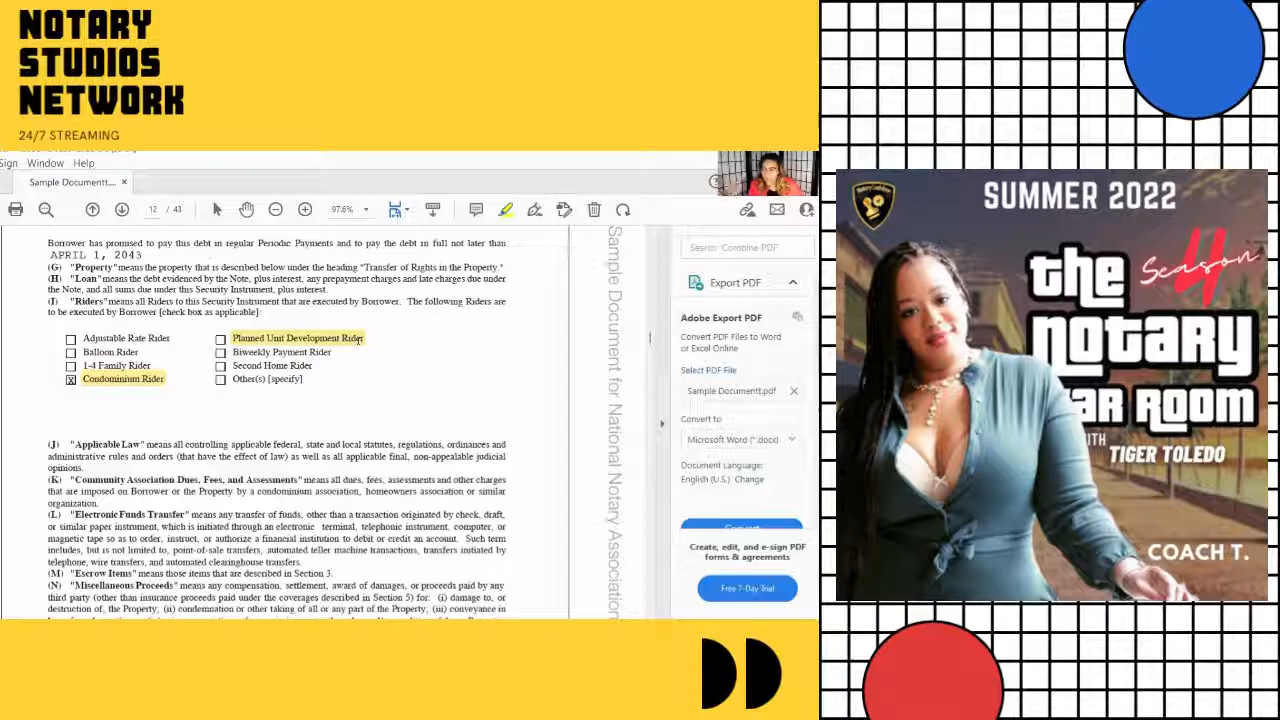 NOTARY
STUDIOS
NETWORK
24/7 STREAMING
Sign Window Help
Sample Documentt.... ×
12 / 43
97.6%
Borrower has promised to pay this debt in regular Periodic Payments and to pay the debt in full not later than
APRIL 1, 2043
(G) "Property" means the property that is described below under the heading "Transfer of Rights in the Property."
(H) "Loan" means the debt evidenced by the Note, plus interest, any prepayment charges and late charges due under
the Note, and all sums due under this Security Instrument, plus interest.
(I) "Riders" means all Riders to this Security Instrument that are executed by Borrower. The following Riders are
to be executed by Borrower [check box as applicable]:
Adjustable Rate Rider Planned Unit Development Rider
Balloon Rider Biweekly Payment Rider
1-4 Family Rider Second Home Rider
X Condominium Rider Other(s) [specify]
(J) "Applicable Law" means all controlling applicable federal, state and local statutes, regulations, ordinances and
administrative rules and orders (that have the effect of law) as well as all applicable final, non-appealable judicial
opinions.
(K) "Community Association Dues, Fees, and Assessments" means all dues, fees, assessments and other charges
that are imposed on Borrower or the Property by a condominium association, homeowners association or similar
organization.
(L) "Electronic Funds Transfer" means any transfer of funds, other than a transaction originated by check, draft,
or similar paper instrument, which is initiated through an electronic terminal, telephonic instrument, computer, or
magnetic tape so as to order, instruct, or authorize a financial institution to debit or credit an account. Such term
includes, but is not limited to, point-of-sale transfers, automated teller machine transactions, transfers initiated by
telephone, wire transfers, and automated clearinghouse transfers.
(M) "Escrow Items" means those items that are described in Section 3.
(N) "Miscellaneous Proceeds" means any compensation, settlement, award of damages, or proceeds paid by any
third party (other than insurance proceeds paid under the coverages described in Section 5) for: (i) damage to, or
destruction of, the Property; (ii) condemnation or other taking of all or any part of the Property; (iii) conveyance in
Sample Document for National Notary Association
Search 'Combine PDF'
Export PDF
Adobe Export PDF
Convert PDF Files to Word
or Excel Online
Select PDF File
Sample Documentt.pdf
Convert to
Microsoft Word (*.docx)
Document Language:
English (U.S.) Change
Convert
Create, edit, and e-sign PDF
forms & agreements
Free 7-Day Trial
SUMMER 2022
the Season 4
Notary
AR ROOM
WITH
TIGER TOLEDO
COACH T.